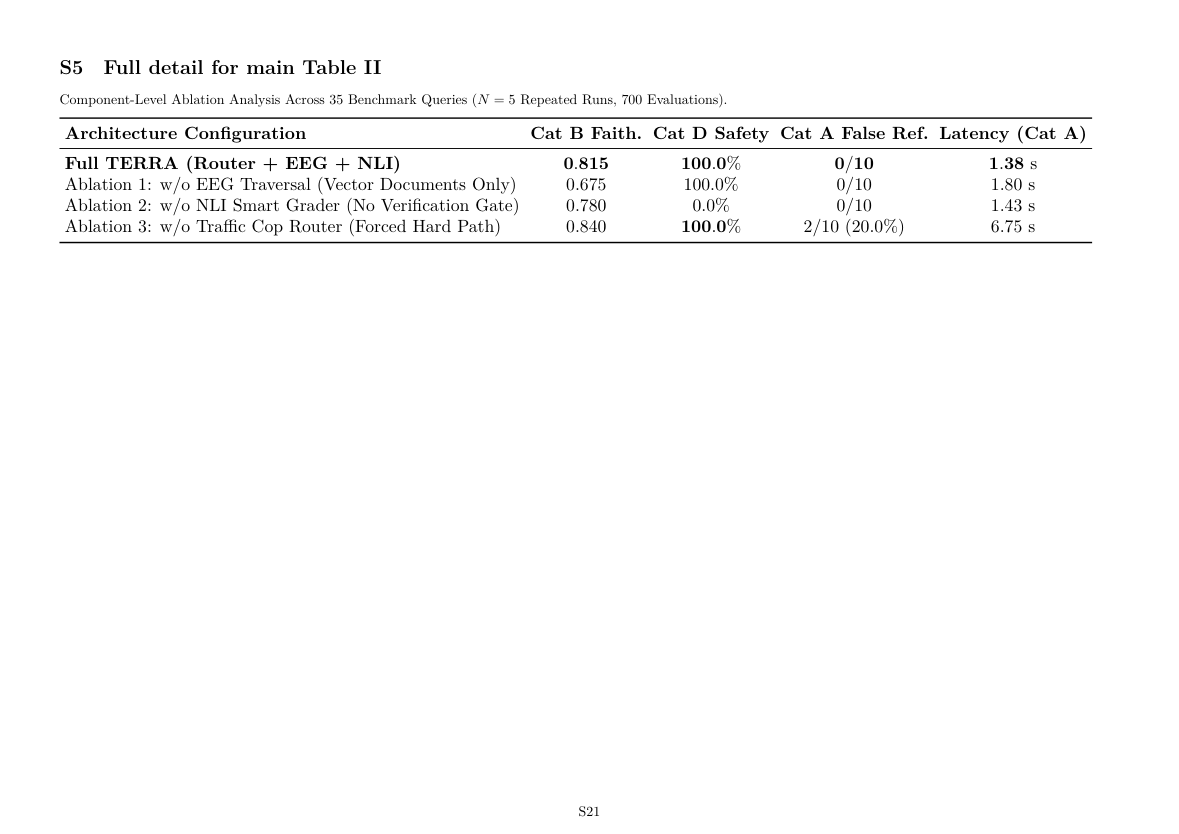 S5 Full detail for main Table II
Component-Level Ablation Analysis Across 35 Benchmark Queries (N = 5 Repeated Runs, 700 Evaluations).
Architecture Configuration Cat B Faith. Cat D Safety Cat A False Ref. Latency (Cat A)
Full TERRA (Router + EEG + NLI) 0.815 100.0% 0/10 1.38 s
Ablation 1: w/o EEG Traversal (Vector Documents Only) 0.675 100.0% 0/10 1.80 s
Ablation 2: w/o NLI Smart Grader (No Verification Gate) 0.780 0.0% 0/10 1.43 s
Ablation 3: w/o Traffic Cop Router (Forced Hard Path) 0.840 100.0% 2/10 (20.0%) 6.75 s
S21